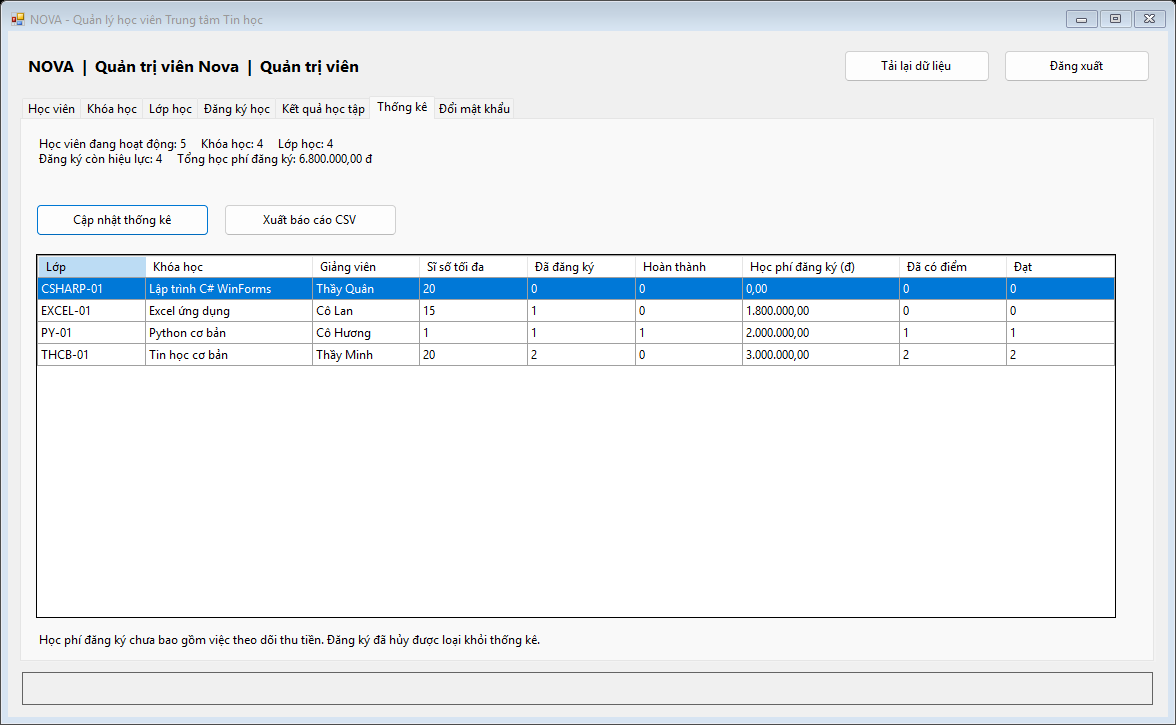 NOVA - Quản lý học viên Trung tâm Tin học
NOVA | Quản trị viên Nova | Quản trị viên
Tải lại dữ liệu
Đăng xuất
Học viên Khóa học Lớp học Đăng ký học Kết quả học tập Thống kê Đổi mật khẩu
Học viên đang hoạt động: 5 Khóa học: 4 Lớp học: 4
Đăng ký còn hiệu lực: 4 Tổng học phí đăng ký: 6.800.000,00 đ
Cập nhật thống kê
Xuất báo cáo CSV
Lớp Khóa học Giảng viên Sĩ số tối đa Đã đăng ký Hoàn thành Học phí đăng ký (đ) Đã có điểm Đạt
CSHARP-01 Lập trình C# WinForms Thầy Quân 20 0 0 0,00 0 0
EXCEL-01 Excel ứng dụng Cô Lan 15 1 0 1.800.000,00 0 0
PY-01 Python cơ bản Cô Hương 1 1 1 2.000.000,00 1 1
THCB-01 Tin học cơ bản Thầy Minh 20 2 0 3.000.000,00 2 2
Học phí đăng ký chưa bao gồm việc theo dõi thu tiền. Đăng ký đã hủy được loại khỏi thống kê.